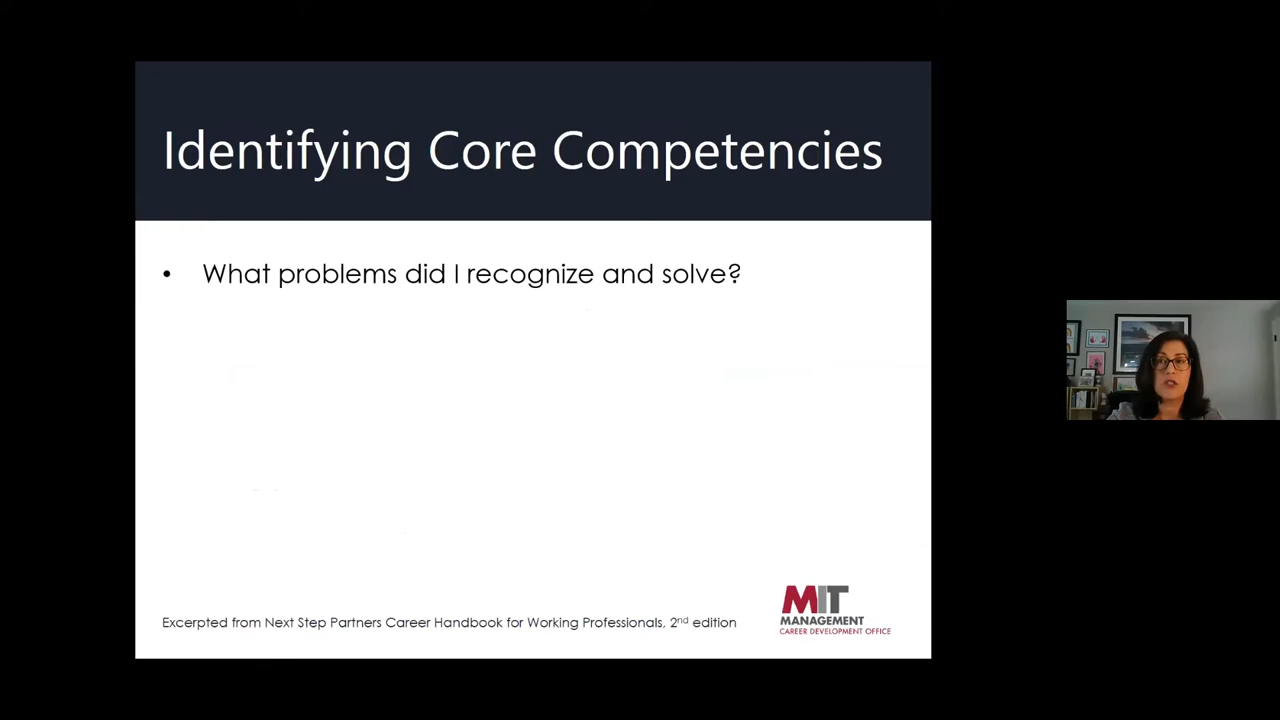 Identifying Core Competencies
• What problems did I recognize and solve?
Excerpted from Next Step Partners Career Handbook for Working Professionals, 2nd edition
MIT
MANAGEMENT
CAREER DEVELOPMENT OFFICE